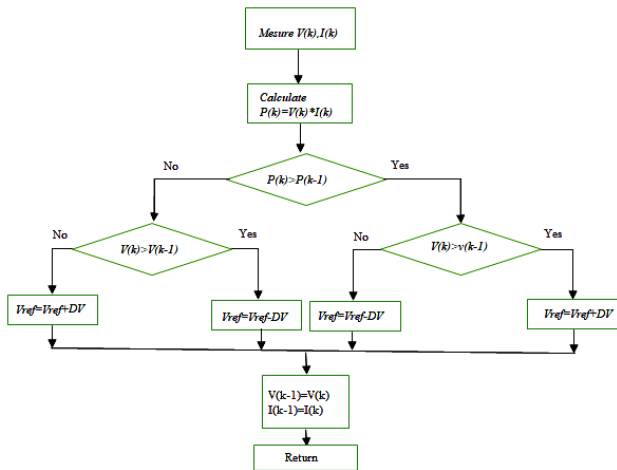 Mesure V(k),I(k)
Calculate
P(k)=V(k)*I(k)
No
Yes
P(k)>P(k-1)
No
Yes
No
Yes
V(k)>V(k-1)
V(k)>v(k-1)
Vref=Vref+DV
Vref=Vref-DV
Vref=Vref-DV
Vref=Vref+DV
V(k-1)=V(k)
I(k-1)=I(k)
Return